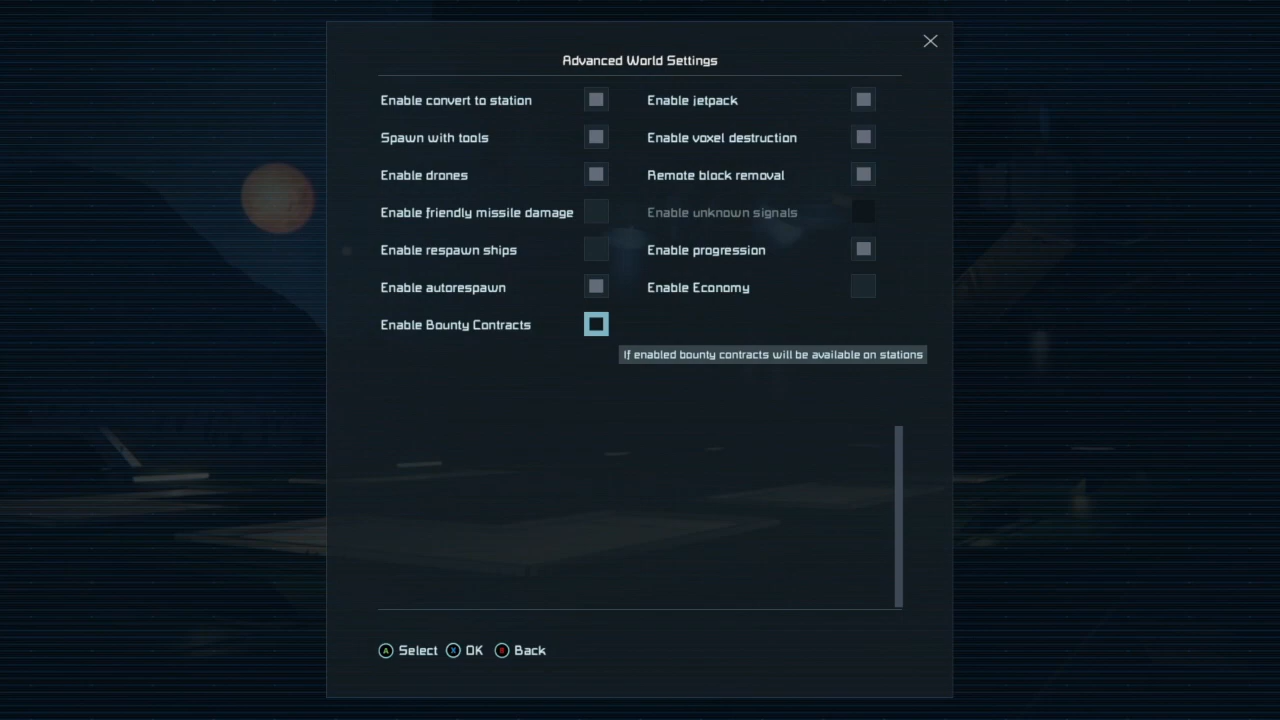 Advanced World Settings
Enable convert to station
Enable jetpack
Spawn with tools
Enable voxel destruction
Enable drones
Remote block removal
Enable friendly missile damage
Enable unknown signals
Enable respawn ships
Enable progression
Enable autorespawn
Enable Economy
Enable Bounty Contracts
If enabled bounty contracts will be available on stations
A Select X OK B Back